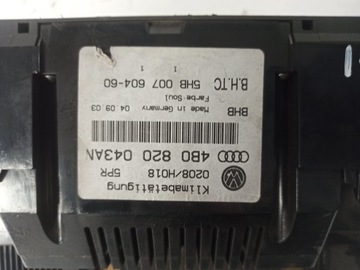 Klimabetätigung
0208/H018 5PR
4B0 820 043AN
BHB Made in Germany 04 09 03
Farbe:Soul 1
B.H.TC 5HB 007 604-60 1